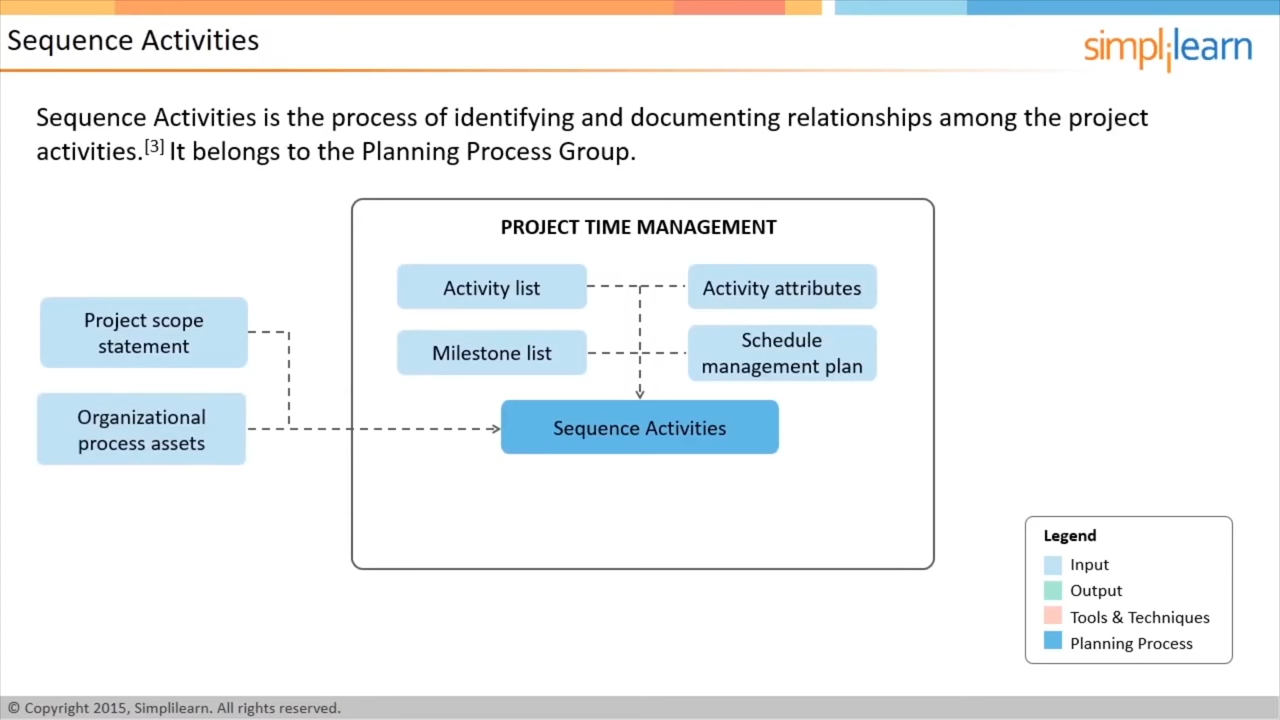 Sequence Activities
simplilearn
Sequence Activities is the process of identifying and documenting relationships among the project
activities.[3] It belongs to the Planning Process Group.
PROJECT TIME MANAGEMENT
Activity list
Activity attributes
Project scope
statement
Milestone list
Schedule
management plan
Organizational
process assets
Sequence Activities
Legend
Input
Output
Tools & Techniques
Planning Process
© Copyright 2015, Simplilearn. All rights reserved.